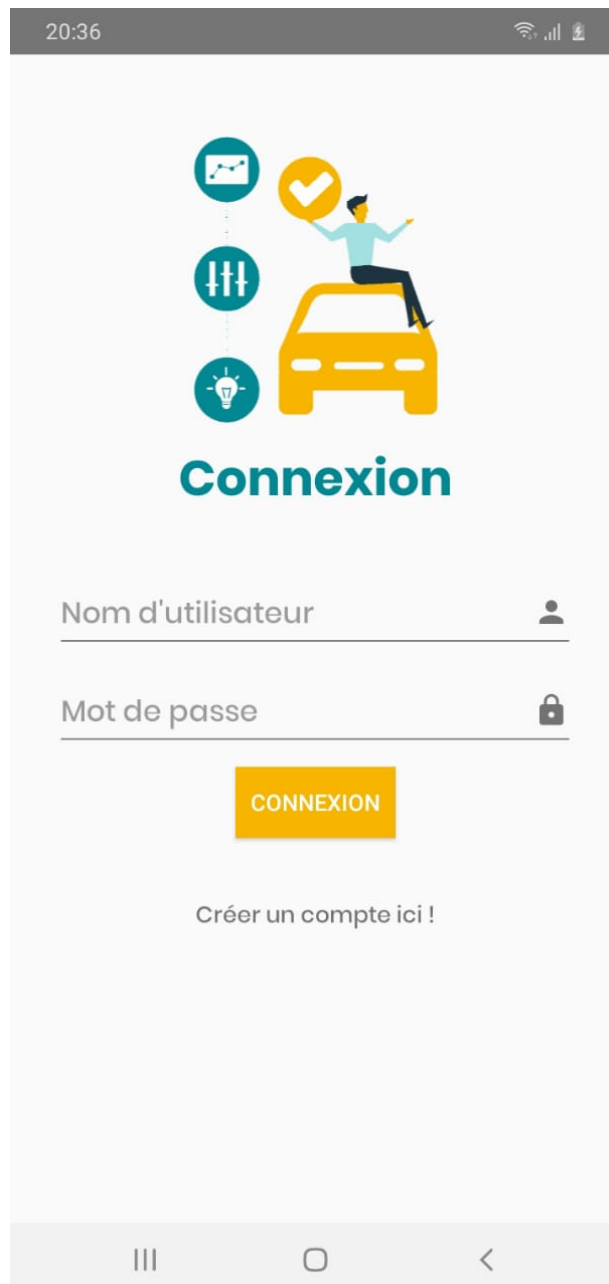 20:36
Connexion
Nom d'utilisateur
Mot de passe
CONNEXION
Créer un compte ici !